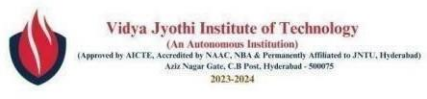 Vidya Jyothi Institute of Technology
(An Autonomous Institution)
(Approved by AICTE, Accredited by NAAC, NBA & Permanently Affiliated to JNTU, Hyderabad)
Aziz Nagar Gate, C.B Post, Hyderabad - 500075
2023-2024